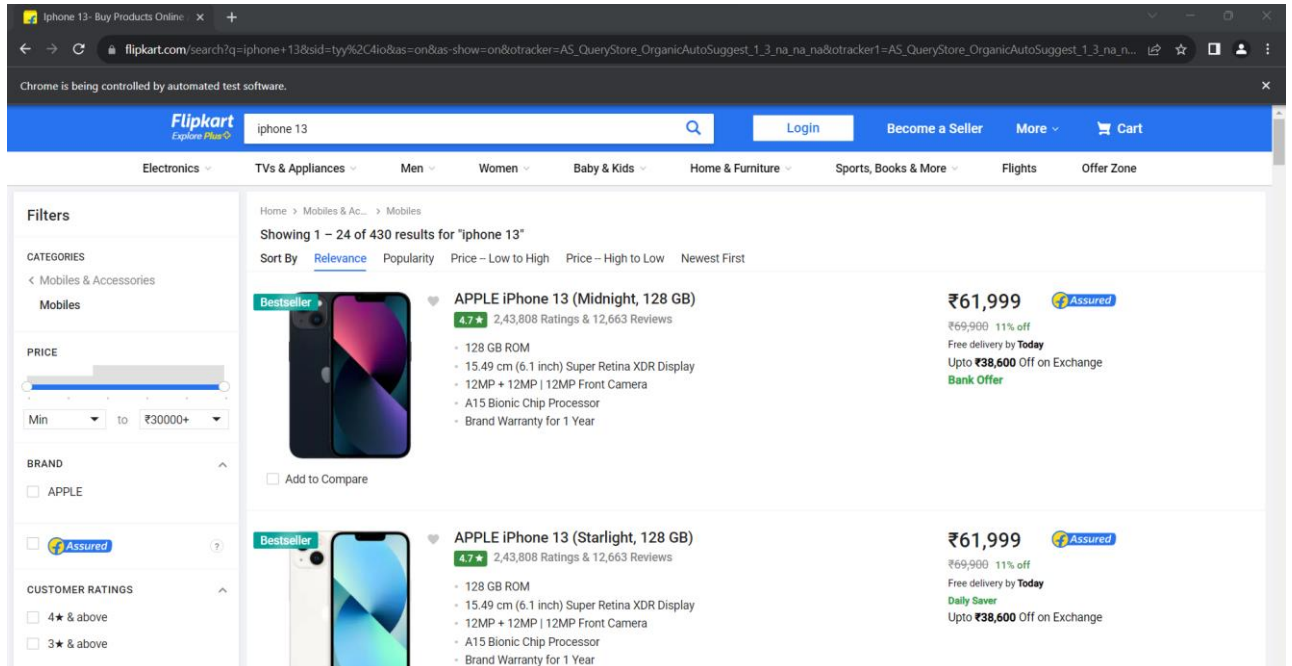 Iphone 13- Buy Products Online
flipkart.com/search?q=iphone+13&sid=tyy%2C4io&as=on&as-show=on&otracker=AS_QueryStore_OrganicAutoSuggest_1_3_na_na_na&otracker1=AS_QueryStore_OrganicAutoSuggest_1_3_na_n...
Chrome is being controlled by automated test software.
Flipkart
Explore Plus
iphone 13
Login
Become a Seller
More
Cart
Electronics
TVs & Appliances
Men
Women
Baby & Kids
Home & Furniture
Sports, Books & More
Flights
Offer Zone
Filters
CATEGORIES
< Mobiles & Accessories
Mobiles
PRICE
Min
to
₹30000+
BRAND
APPLE
Assured
?
CUSTOMER RATINGS
4★ & above
3★ & above
Home > Mobiles & Ac... > Mobiles
Showing 1 – 24 of 430 results for "iphone 13"
Sort By Relevance Popularity Price -- Low to High Price -- High to Low Newest First
Bestseller
APPLE iPhone 13 (Midnight, 128 GB)
4.7★ 2,43,808 Ratings & 12,663 Reviews
128 GB ROM
15.49 cm (6.1 inch) Super Retina XDR Display
12MP + 12MP | 12MP Front Camera
A15 Bionic Chip Processor
Brand Warranty for 1 Year
Add to Compare
₹61,999
Assured
₹69,900 11% off
Free delivery by Today
Upto ₹38,600 Off on Exchange
Bank Offer
Bestseller
APPLE iPhone 13 (Starlight, 128 GB)
4.7★ 2,43,808 Ratings & 12,663 Reviews
128 GB ROM
15.49 cm (6.1 inch) Super Retina XDR Display
12MP + 12MP | 12MP Front Camera
A15 Bionic Chip Processor
Brand Warranty for 1 Year
₹61,999
Assured
₹69,900 11% off
Free delivery by Today
Daily Saver
Upto ₹38,600 Off on Exchange